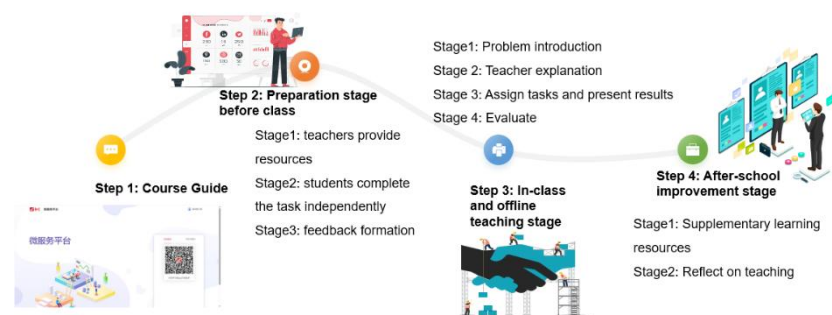 Step 1: Course Guide
微服务平台
Step 2: Preparation stage
before class
Stage1: teachers provide
resources
Stage2: students complete
the task independently
Stage3: feedback formation
Stage1: Problem introduction
Stage 2: Teacher explanation
Stage 3: Assign tasks and present results
Stage 4: Evaluate
Step 3: In-class
and offline
teaching stage
Step 4: After-school
improvement stage
Stage1: Supplementary learning
resources
Stage2: Reflect on teaching